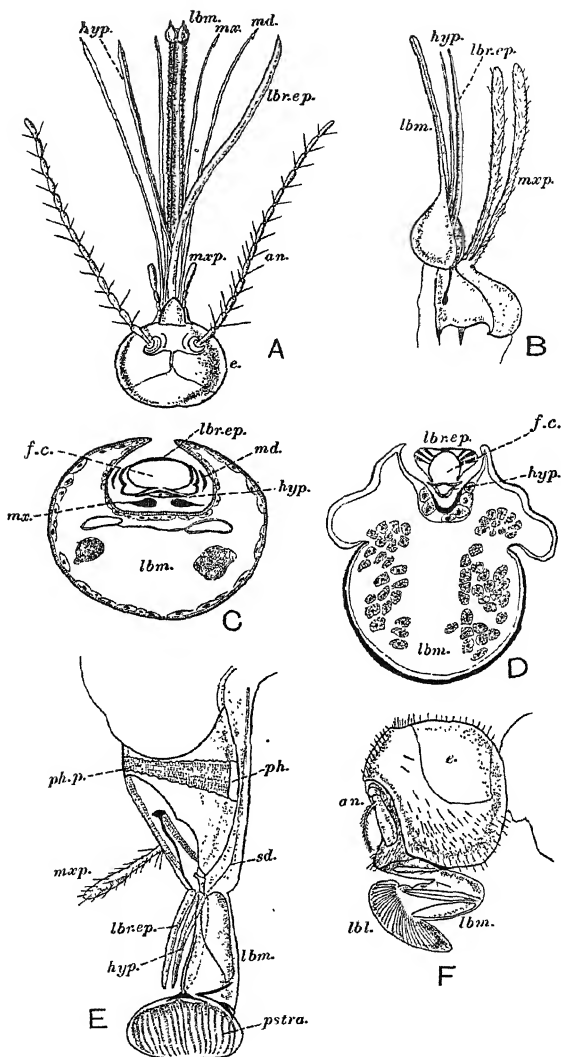 hyp.
lbm.
mx.
md.
lbr.ep.
mxp.
an.
e.
A
hyp.
lbr.ep.
lbm.
mxp.
B
lbr.ep.
f.c.
md.
hyp.
mx.
lbm.
C
lbr.ep.
f.c.
hyp.
lbm.
D
ph.p.
ph.
mxp.
sd.
lbr.ep.
hyp.
lbm.
pstra.
E
e.
an.
lbl.
lbm.
F